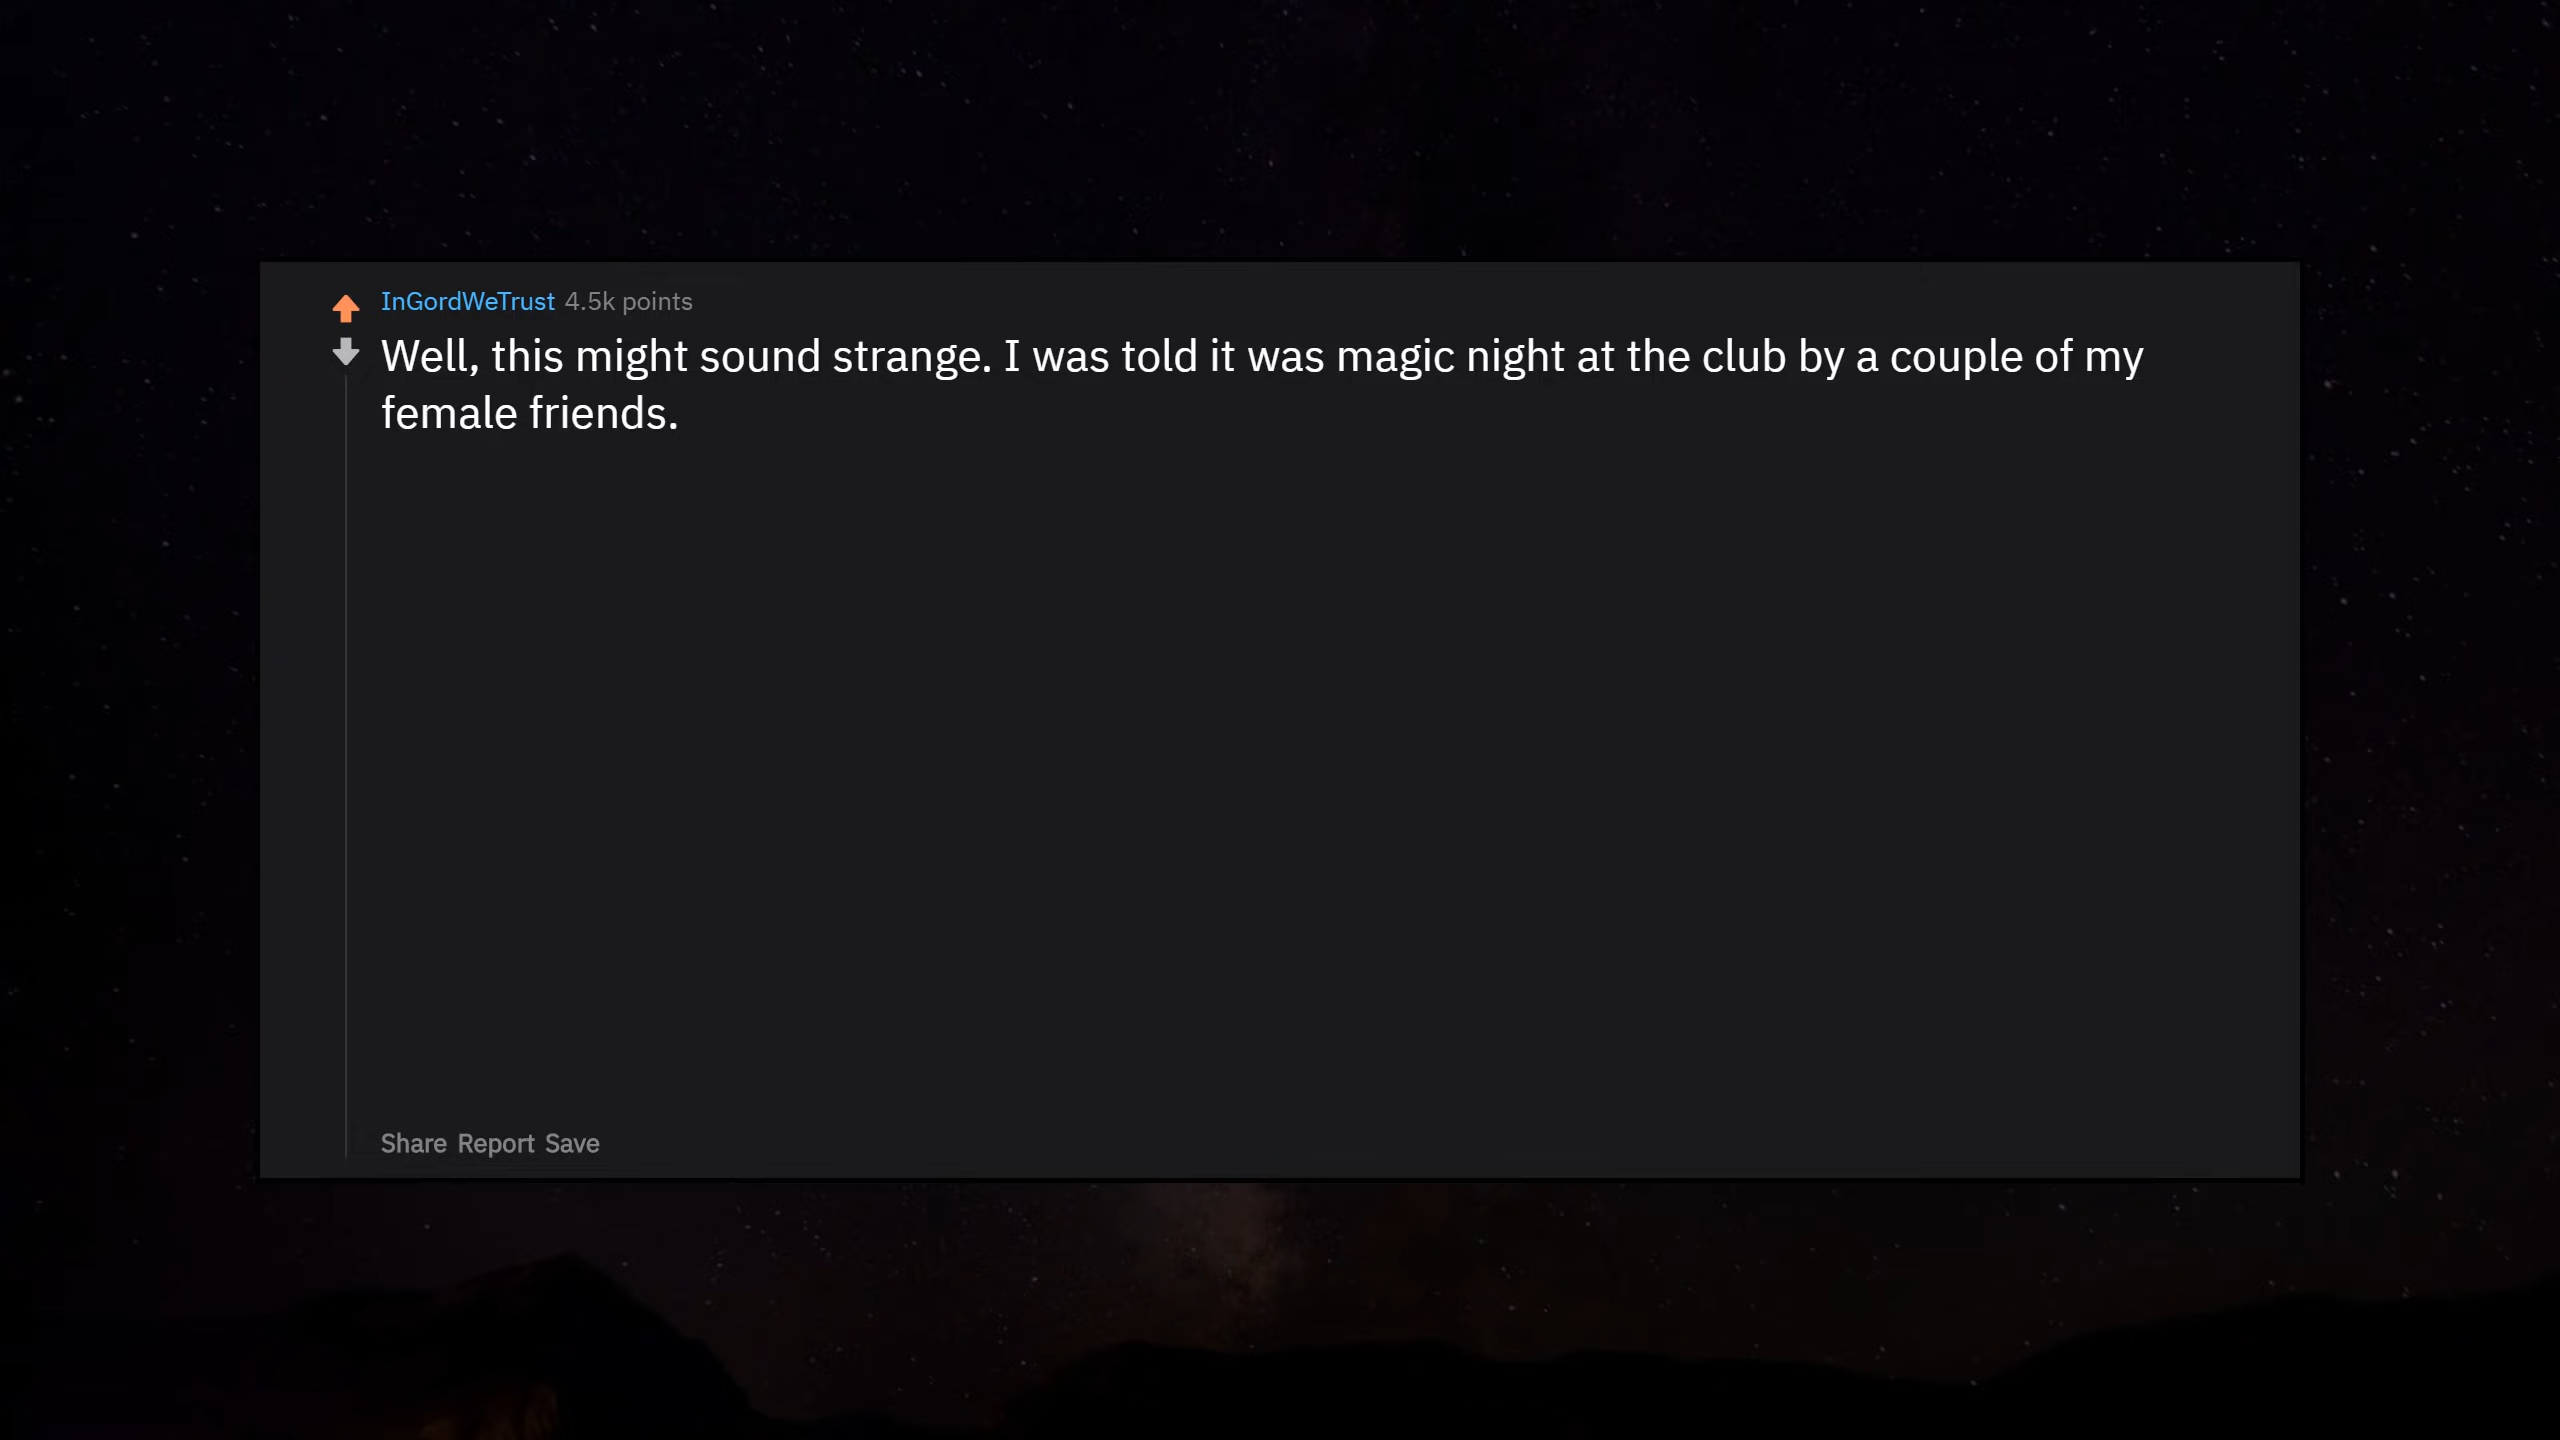 InGordWeTrust 4.5k points
Well, this might sound strange. I was told it was magic night at the club by a couple of my
female friends.
Share Report Save